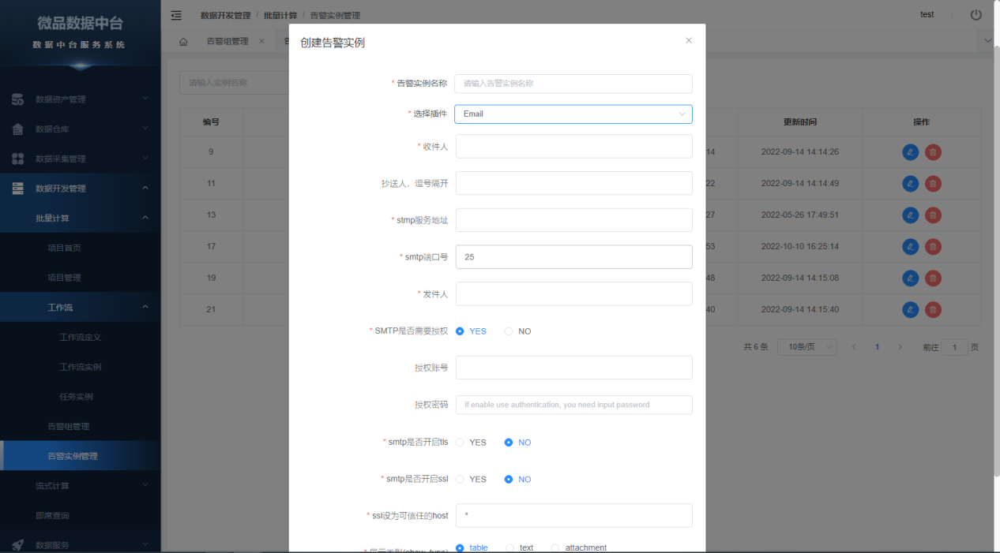 微品数据中台
数据中台服务系统
数据资产管理
数据仓库
数据采集管理
数据开发管理
批量计算
项目首页
项目管理
工作流
工作流定义
工作流实例
任务实例
告警组管理
告警实例管理
流式计算
即席查询
数据服务
数据开发管理 / 批量计算 / 告警实例管理
test
告警组管理 ×
请输入实例名称
编号 更新时间 操作
9 14 2022-09-14 14:14:26
11 22 2022-09-14 14:14:49
13 27 2022-05-26 17:49:51
17 53 2022-10-10 16:25:14
19 48 2022-09-14 14:15:08
21 40 2022-09-14 14:15:40
共 6 条 10条/页 < 1 > 前往 1 页
创建告警实例 ×
* 告警实例名称 请输入告警实例名称
* 选择插件 Email
* 收件人
抄送人，逗号隔开
* stmp服务地址
* smtp端口号 25
* 发件人
* SMTP是否需要授权 YES NO
授权账号
授权密码 if enable use authentication, you need input password
* smtp是否开启tls YES NO
* smtp是否开启ssl YES NO
* ssl设为可信任的host *
* 展示类型(show_type) table text attachment